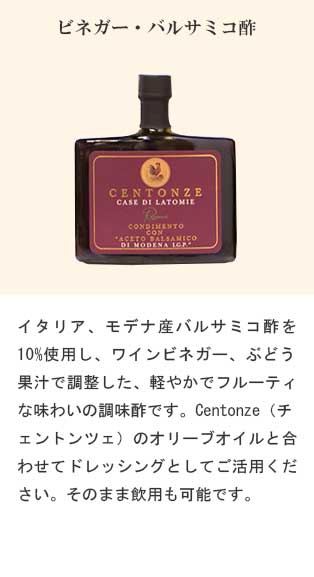 ビネガー・バルサミコ酢
CENTONZE
CASE DI LATOMIE
CONDIMENTO
CON
"ACETO BALSAMICO
DI MODENA I.G.P."
イタリア、モデナ産バルサミコ酢を
10%使用し、ワインビネガー、ぶどう
果汁で調整した、軽やかでフルーティ
な味わいの調味酢です。Centonze（チ
ェントンツェ）のオリーブオイルと合
わせてドレッシングとしてご活用くだ
さい。そのまま飲用も可能です。